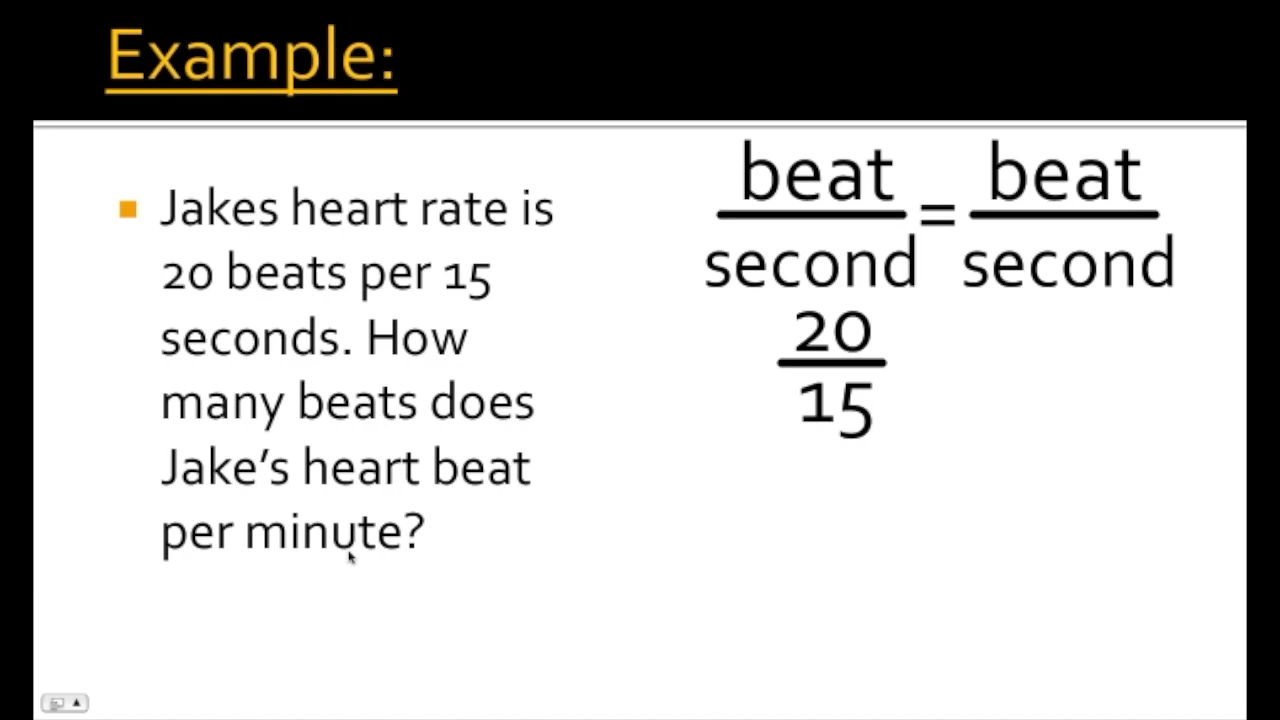 Example:
Jakes heart rate is
20 beats per 15
seconds. How
many beats does
Jake’s heart beat
per minute?
beat = beat
second second
20
15